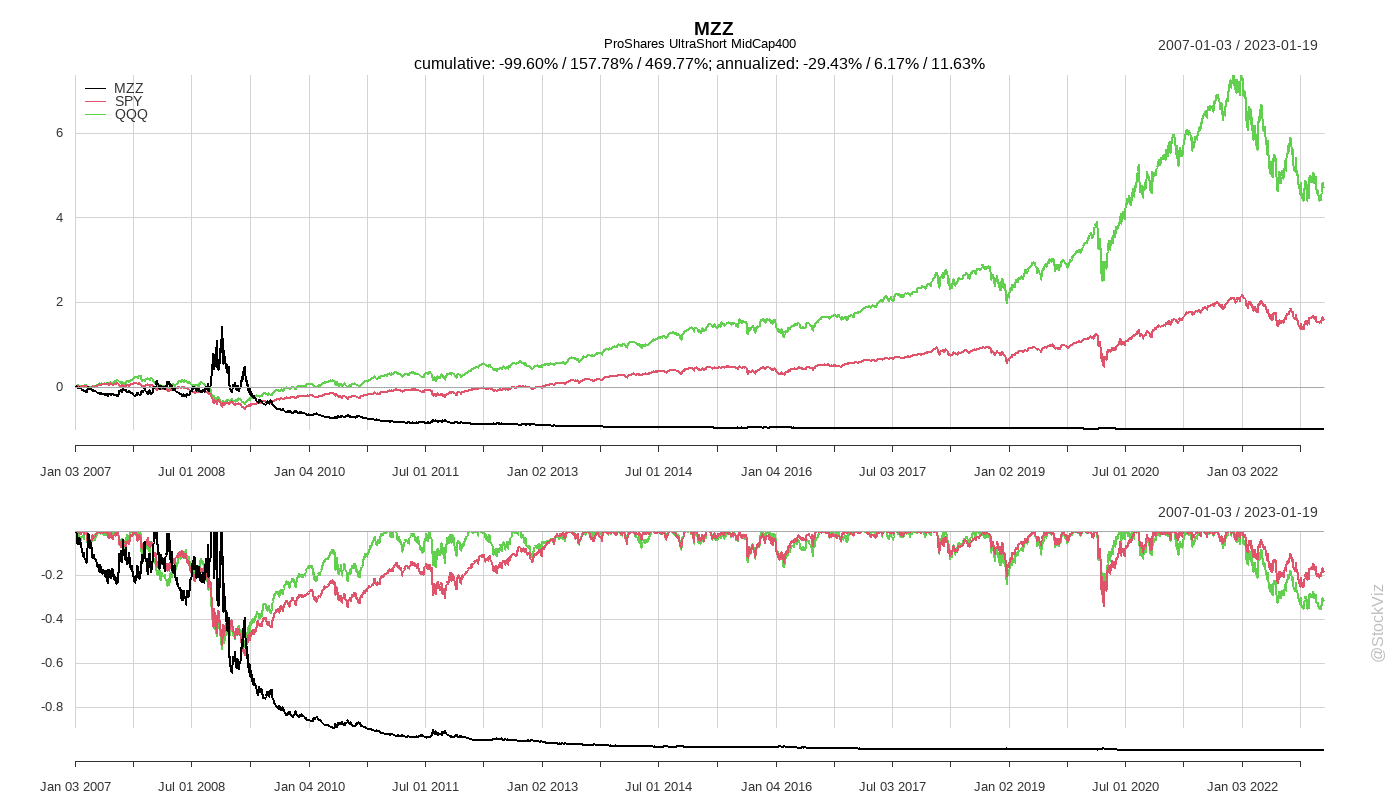 MZZ
ProShares UltraShort MidCap400
2007-01-03 / 2023-01-19
cumulative: -99.60% / 157.78% / 469.77%; annualized: -29.43% / 6.17% / 11.63%
MZZ
SPY
QQQ
6
4
2
0
Jan 03 2007 Jul 01 2008 Jan 04 2010 Jul 01 2011 Jan 02 2013 Jul 01 2014 Jan 04 2016 Jul 03 2017 Jan 02 2019 Jul 01 2020 Jan 03 2022
2007-01-03 / 2023-01-19
-0.2
-0.4
-0.6
-0.8
Jan 03 2007 Jul 01 2008 Jan 04 2010 Jul 01 2011 Jan 02 2013 Jul 01 2014 Jan 04 2016 Jul 03 2017 Jan 02 2019 Jul 01 2020 Jan 03 2022
@StockViz